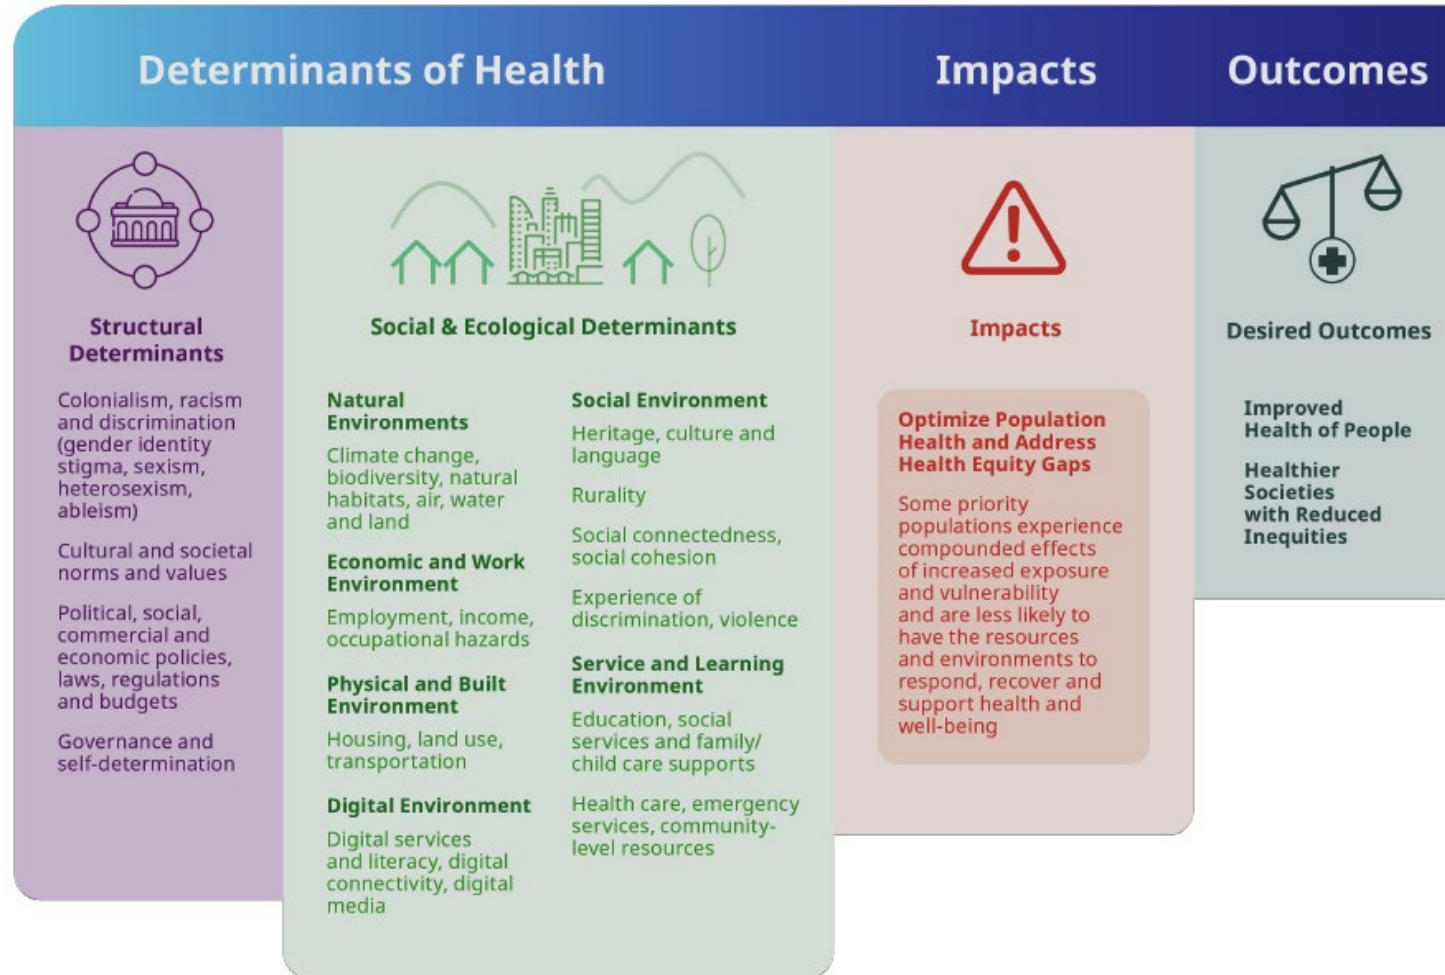 Determinants of Health
Impacts
Outcomes
Structural
Determinants
Colonialism, racism
and discrimination
(gender identity
stigma, sexism,
heterosexism,
ableism)
Cultural and societal
norms and values
Political, social,
commercial and
economic policies,
laws, regulations
and budgets
Governance and
self-determination
Social & Ecological Determinants
Natural
Environments
Climate change,
biodiversity, natural
habitats, air, water
and land
Economic and Work
Environment
Employment, income,
occupational hazards
Physical and Built
Environment
Housing, land use,
transportation
Digital Environment
Digital services
and literacy, digital
connectivity, digital
media
Social Environment
Heritage, culture and
language
Rurality
Social connectedness,
social cohesion
Experience of
discrimination, violence
Service and Learning
Environment
Education, social
services and family/
child care supports
Health care, emergency
services, community-
level resources
Impacts
Optimize Population
Health and Address
Health Equity Gaps
Some priority
populations experience
compounded effects
of increased exposure
and vulnerability
and are less likely to
have the resources
and environments to
respond, recover and
support health and
well-being
Desired Outcomes
Improved
Health of People
Healthier
Societies
with Reduced
Inequities